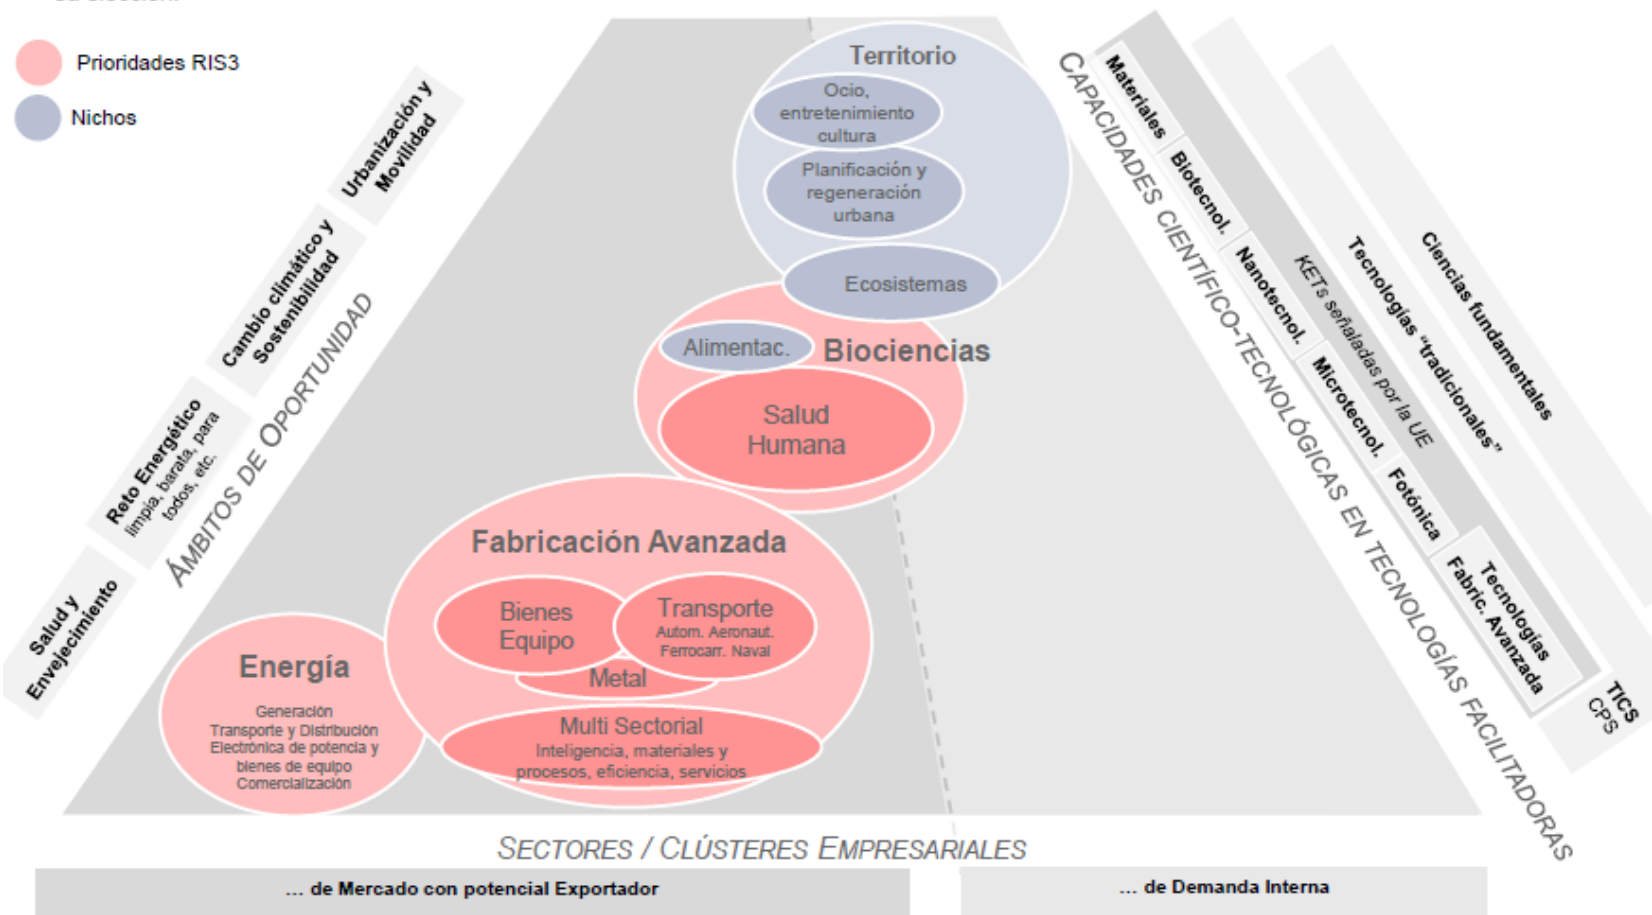 Prioridades RIS3
Nichos
Urbanización y
Movilidad
Cambio climático y
Sostenibilidad
Reto Energético
limpia, barata, para
todos, etc.
Salud y
Envejecimiento
ÁMBITOS DE OPORTUNIDAD
Territorio
Ocio,
entretenimiento
cultura
Planificación y
regeneración
urbana
Ecosistemas
Alimentac.
Biociencias
Salud
Humana
Fabricación Avanzada
Bienes
Equipo
Transporte
Autom. Aeronaut.
Ferrocarr. Naval
Metal
Multi Sectorial
Inteligencia, materiales y
procesos, eficiencia, servicios
Energía
Generación
Transporte y Distribución
Electrónica de potencia y
bienes de equipo
Comercialización
CAPACIDADES CIENTÍFICO-TECNOLÓGICAS EN TECNOLOGÍAS FACILITADORAS
Materiales
Biotecnol.
Nanotecnol.
Microtecnol.
Fotónica
Tecnologías
Fabric. Avanzada
KETs señaladas por la UE
Tecnologías "tradicionales"
Ciencias fundamentales
TICS
CPS
SECTORES / CLÚSTERES EMPRESARIALES
... de Mercado con potencial Exportador
... de Demanda Interna